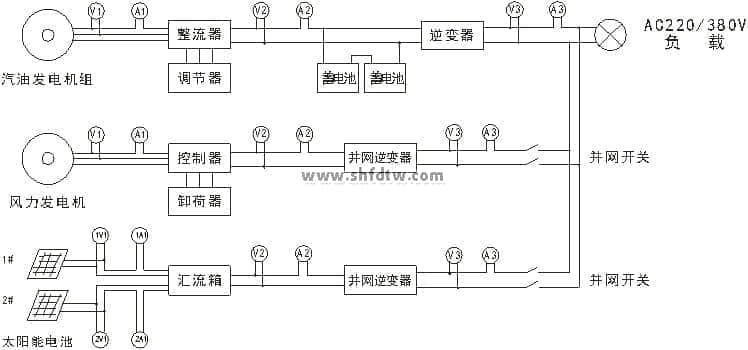 V1 A1 整流器 V2 A2 逆变器 V3 A3 AC220/380V
负 载
汽油发电机组 调节器 蓄电池 蓄电池
V1 A1 控制器 V2 A2 并网逆变器 V3 A3 并网开关
www.shfdtw.com
风力发电机 卸荷器
1V1 1A1
1# 汇流箱 V2 A2 并网逆变器 V3 A3 并网开关
2#
太阳能电池 2V1 2A1